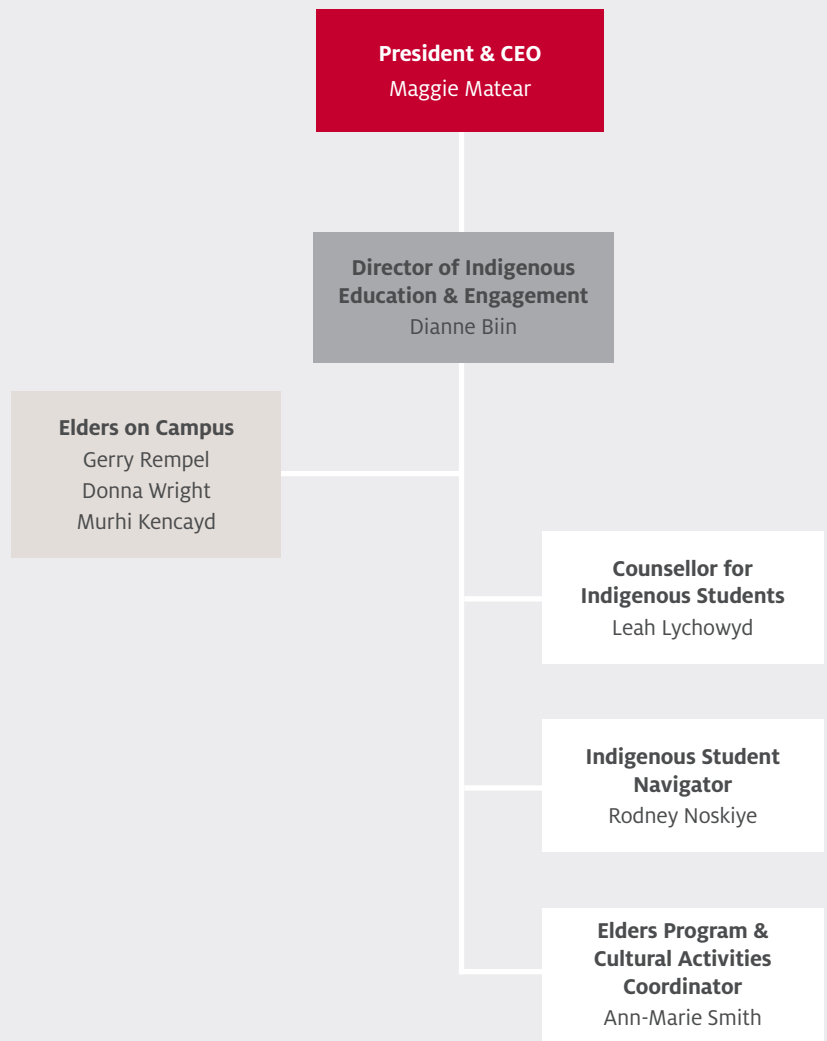 President & CEO
Maggie Matear
Director of Indigenous
Education & Engagement
Dianne Biin
Elders on Campus
Gerry Rempel
Donna Wright
Murhi Kencayd
Counsellor for
Indigenous Students
Leah Lychowyd
Indigenous Student
Navigator
Rodney Noskiye
Elders Program &
Cultural Activities
Coordinator
Ann-Marie Smith